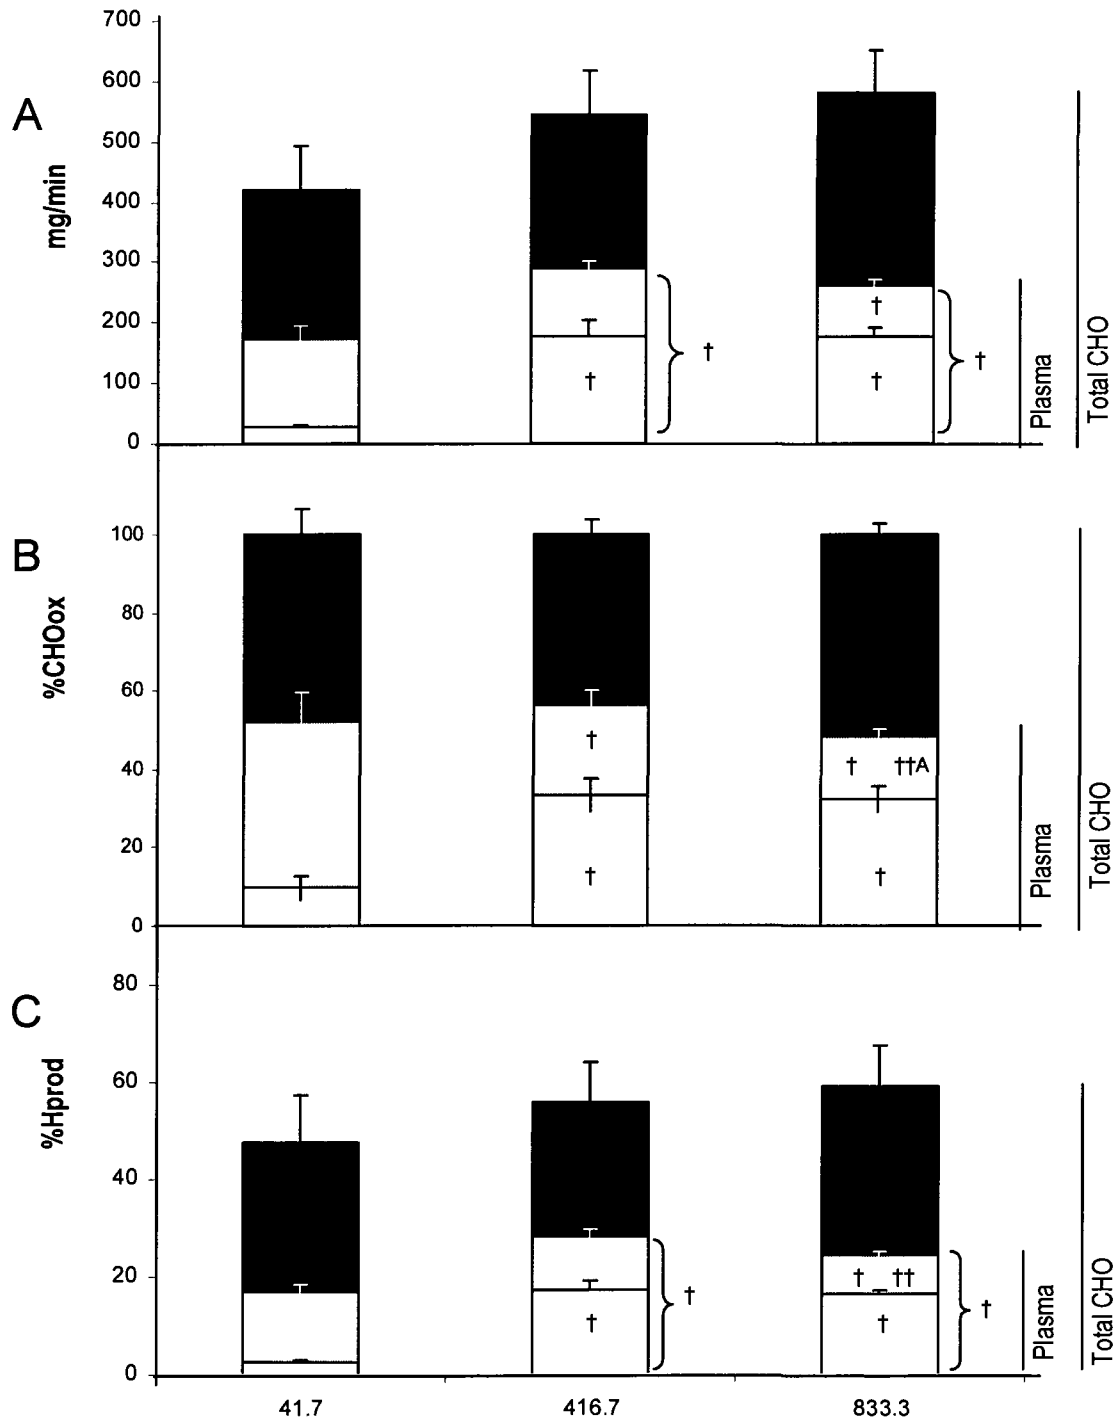 A
mg/min
700
600
500
400
300
200
100
0
†
†
†
†
†
Plasma
Total CHO
B
%CHOox
100
80
60
40
20
0
†
†
† ††A
†
Plasma
Total CHO
C
%Hprod
80
60
40
20
0
†
†
† ††
†
†
Plasma
Total CHO
41.7
416.7
833.3